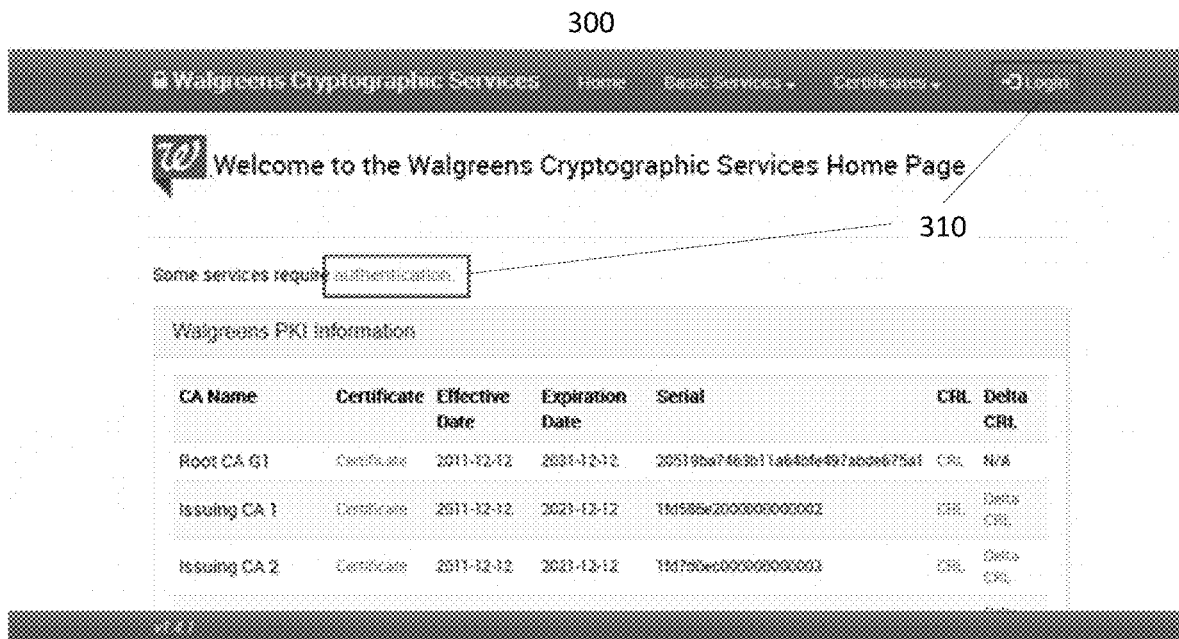 300
Walgreens Cryptographic Services Home Basic Services Certificates Login
Welcome to the Walgreens Cryptographic Services Home Page
310
Some services require authentication.
Walgreens PKI Information
CA Name Certificate Effective Date Expiration Date Serial CRL Delta CRL
Root CA G1 Certificate 2011-12-12 2031-12-12 CRL N/A
Issuing CA 1 Certificate 2011-12-12 2021-12-12 CRL Delta CRL
Issuing CA 2 Certificate 2011-12-12 2021-12-12 CRL Delta CRL